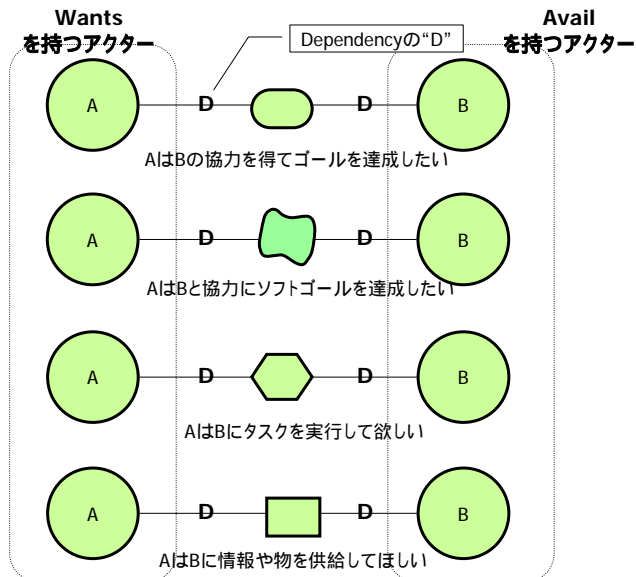 Wants
を持つアクター
Avail
を持つアクター
Dependencyの“D”
A
D
D
B
AはBの協力を得てゴールを達成したい
A
D
D
B
AはBと協力にソフトゴールを達成したい
A
D
D
B
AはBにタスクを実行して欲しい
A
D
D
B
AはBに情報や物を供給してほしい